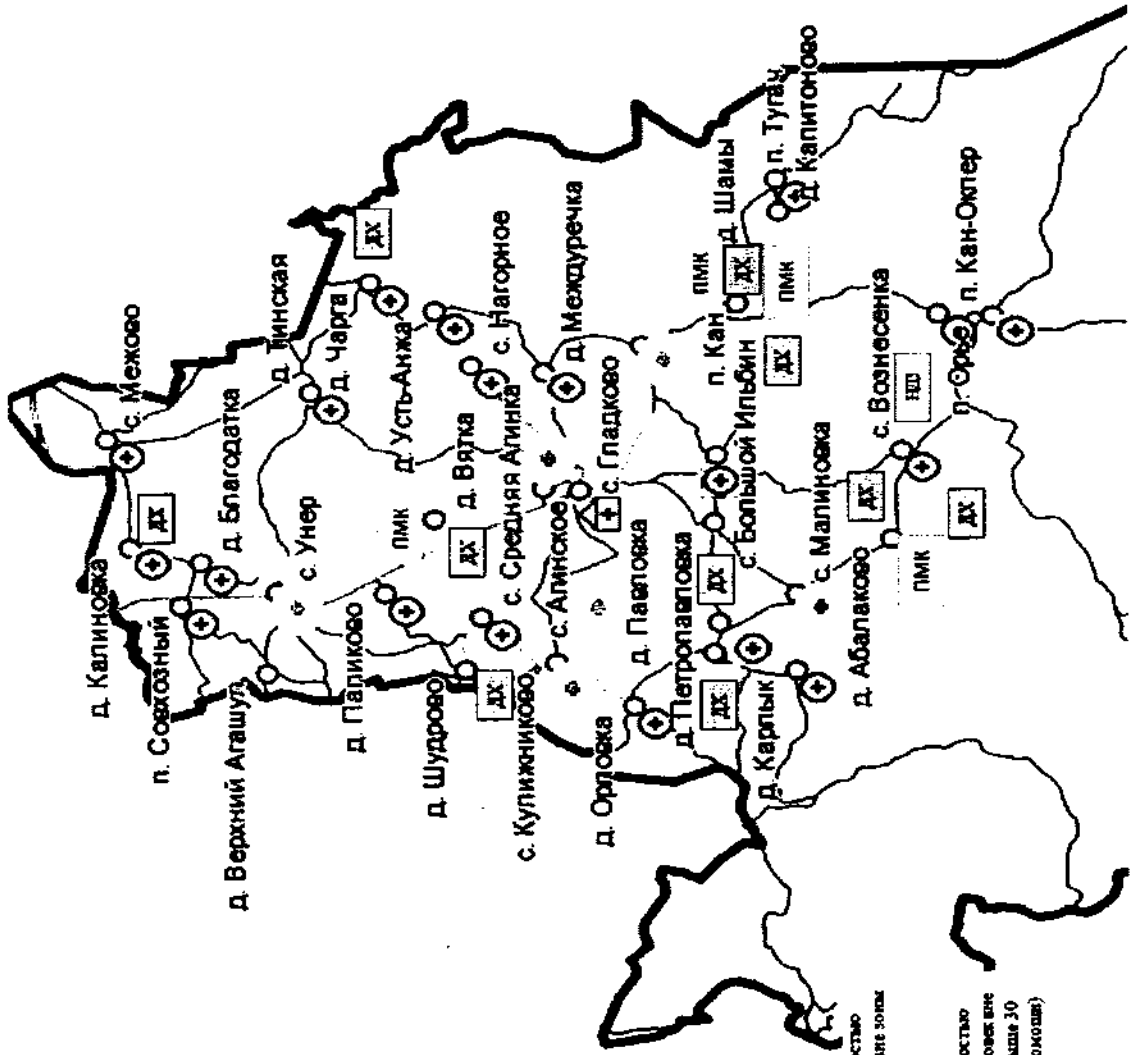 д. Калиновка
п. Совхозный
д. Верхний Агашул
с. Межово
д. Благодатка
с. Унер
д. Тинская
д. Чарга
д. Папиково
д. Шудрово
с. Кулижниково
д. Орловка
д. Усть-Анжа
д. Вятка
с. Нагорное
с. Средняя Агинка
с. Агинское
с. Гладково
д. Междуречка
д. Павловка
д. Петропавловка
д. Карлык
с. Большой Ильбин
п. Кан
д. Шамы
п. Тугач
д. Капитоново
с. Малиновка
д. Абалаково
с. Вознесенка
п. Орье
п. Кан-Окпер
ДХ
ДХ
ДХ
ДХ
ДХ
ДХ
ДХ
ДХ
ДХ
ДХ
ПМК
ПМК
ПМК
ПМК